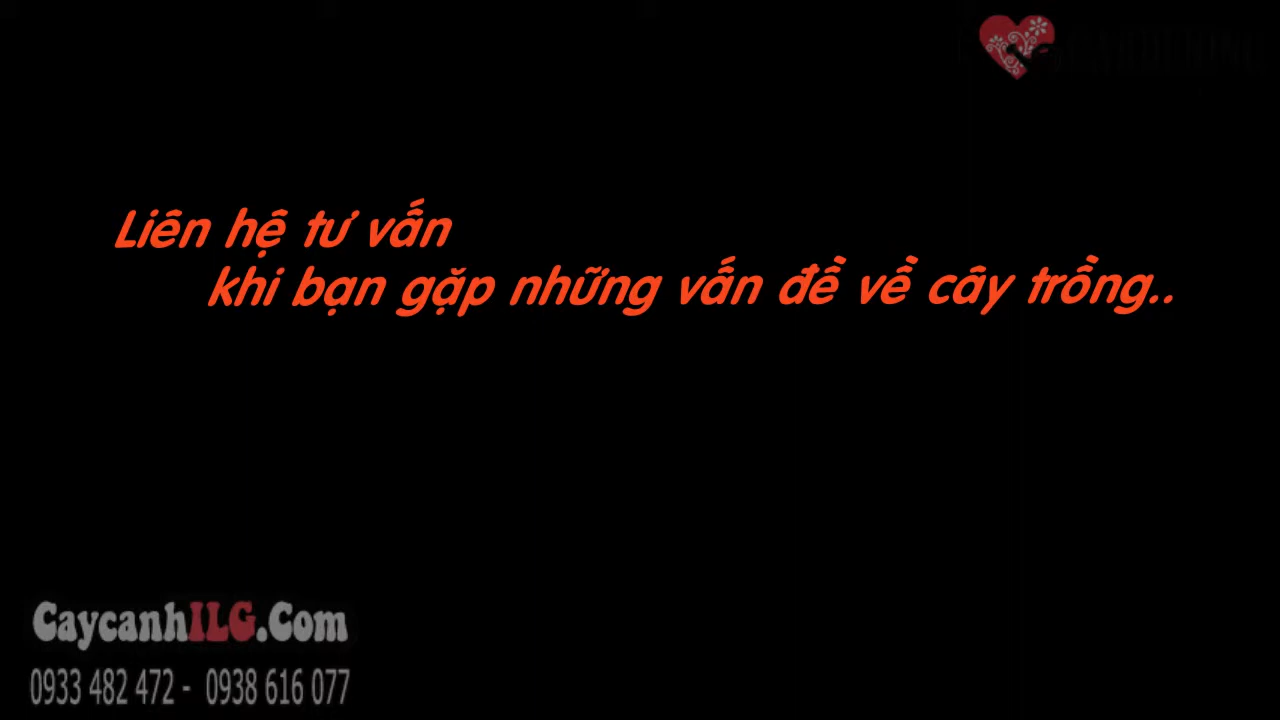 Liên hệ tư vấn
khi bạn gặp những vấn đề về cây trồng..
CaycanhILG.Com
0933 482 472 - 0938 616 077